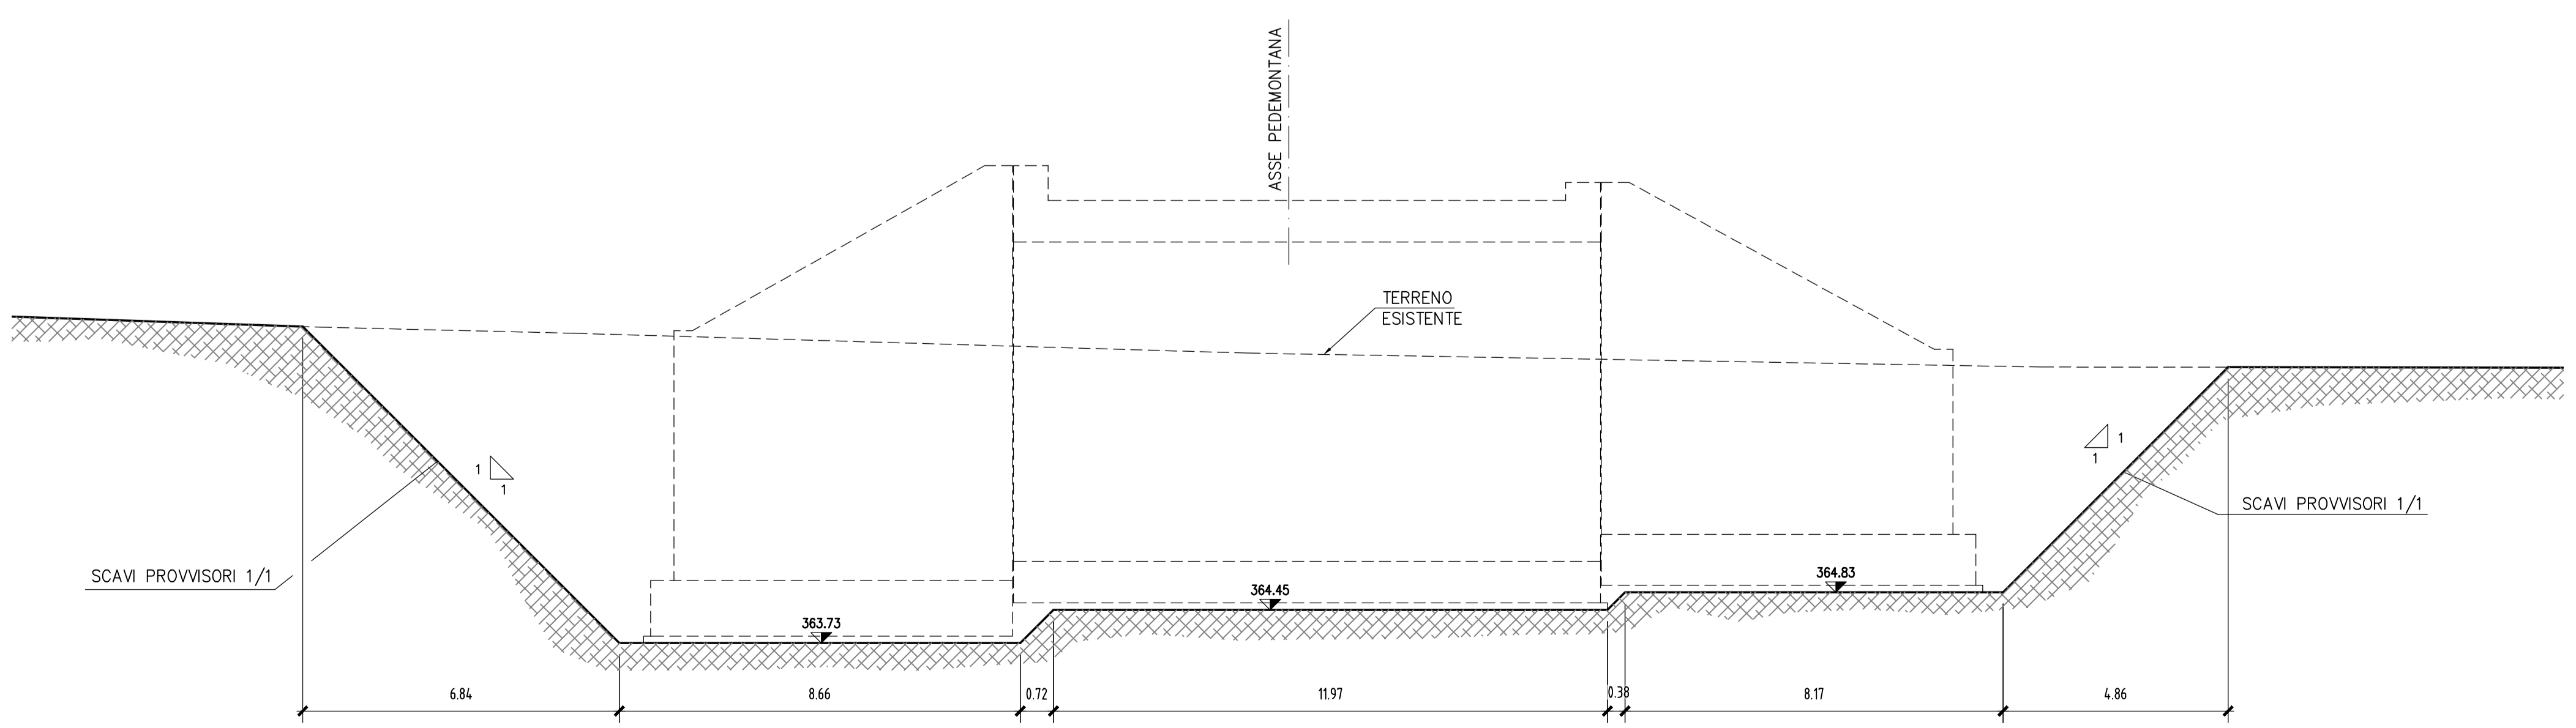 ASSE PEDEMONTANA
TERRENO
ESISTENTE
1
1
1
1
SCAVI PROVVISORI 1/1
SCAVI PROVVISORI 1/1
364.83
364.45
363.73
6.84
8.66
0.72
11.97
0.38
8.17
4.86